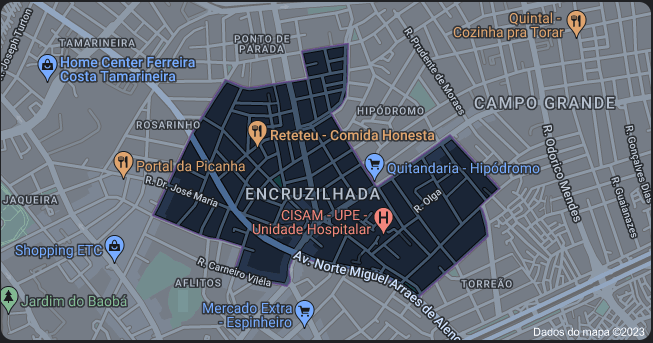 Quintal -
Cozinha pra Torar
R. Joseph Turton
TAMARINEIRA
PONTO DE
PARADA
Home Center Ferreira
Costa Tamarineira
R. Prudente de Moraes
CAMPO GRANDE
HIPÓDROMO
ROSARINHO
Reteteu - Comida Honesta
R. Odorico Mendes
R. Gonçalves Dias
Portal da Picanha
Quitandaria - Hipódromo
R. Dr. José Maria
ENCRUZILHADA
R. Olga
R. Guaianazes
JAQUEIRA
CISAM - UPE -
Unidade Hospitalar
H
Shopping ETC
Av. Norte Miguel Arraes de Alenc
R. Carneiro Viléla
AFLITOS
TORREÃO
Jardim do Baobá
Mercado Extra
- Espinheiro
Dados do mapa ©2023